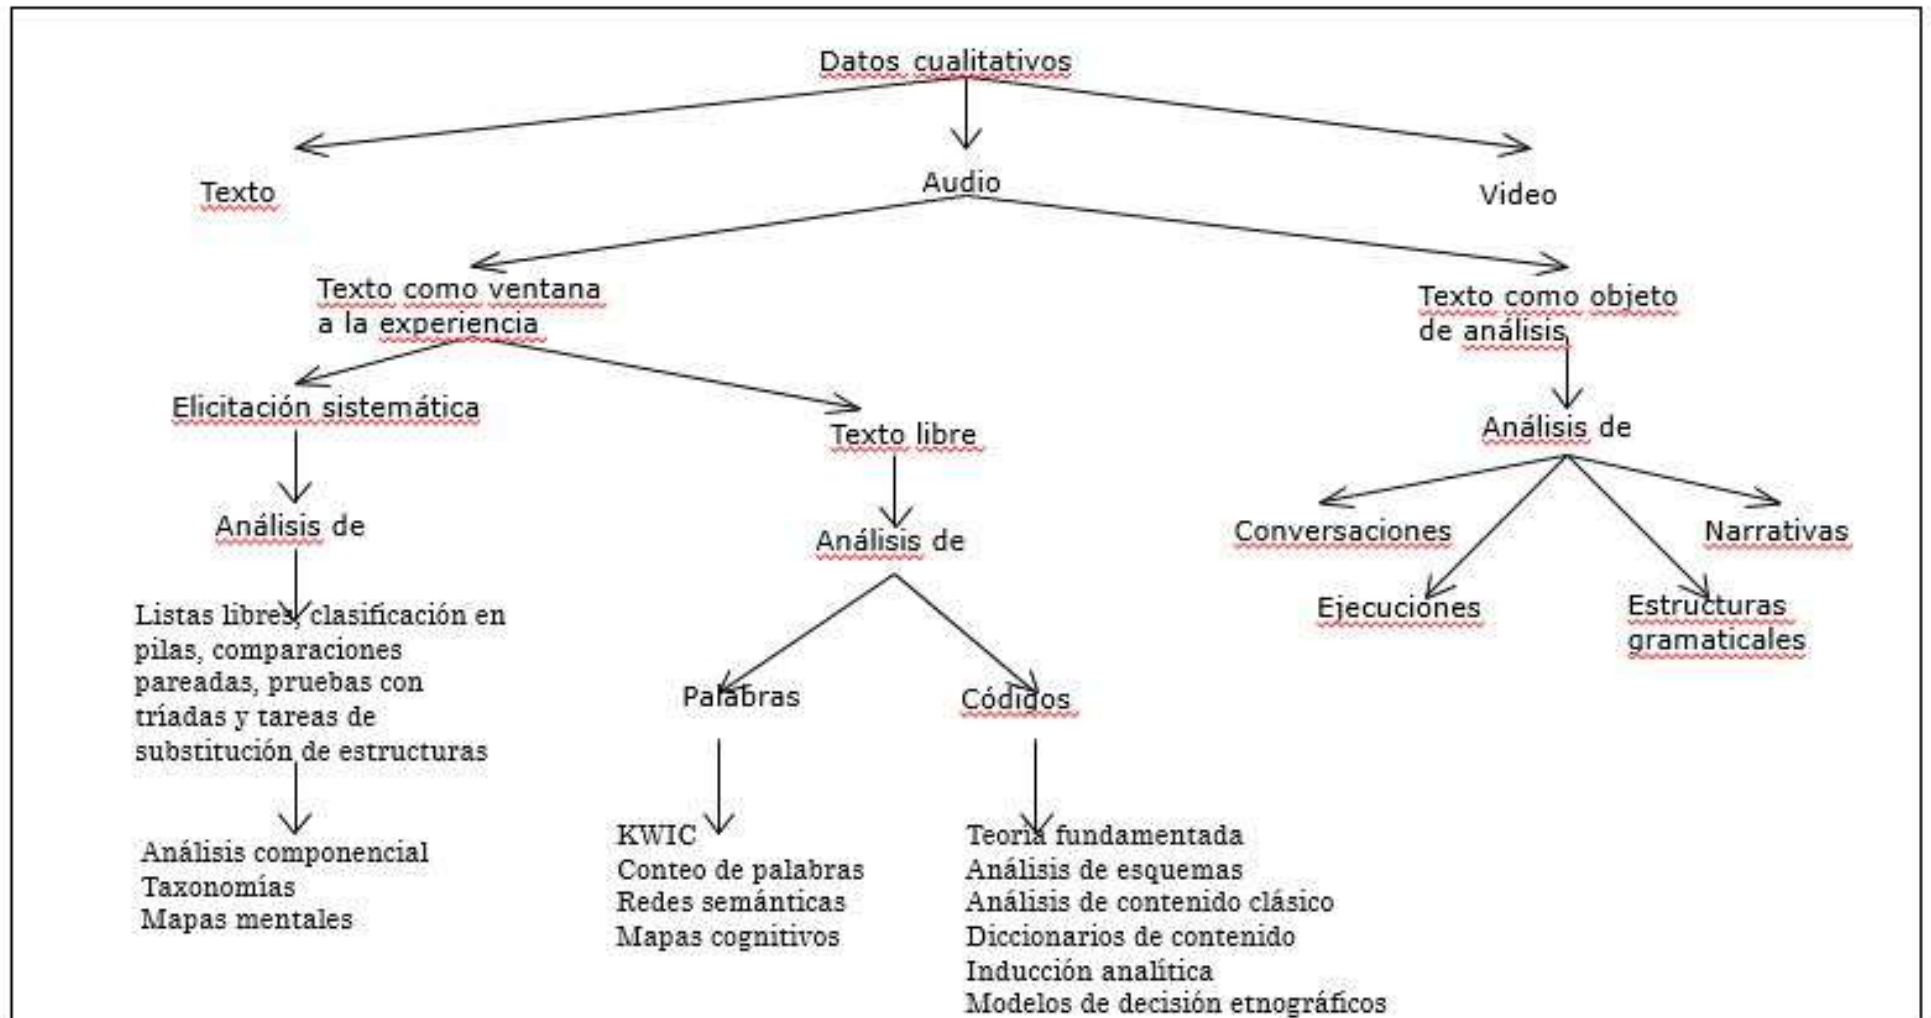 Datos cualitativos
Texto
Audio
Video
Texto como ventana
a la experiencia
Texto como objeto
de análisis
Elicitación sistemática
Texto libre
Análisis de
Análisis de
Análisis de
Conversaciones
Narrativas
Ejecuciones
Estructuras
gramaticales
Listas libres, clasificación en
pilas, comparaciones
pareadas, pruebas con
tríadas y tareas de
substitución de estructuras
Palabras
Códigos
Análisis componencial
Taxonomías
Mapas mentales
KWIC
Conteo de palabras
Redes semánticas
Mapas cognitivos
Teoría fundamentada
Análisis de esquemas
Análisis de contenido clásico
Diccionarios de contenido
Inducción analítica
Modelos de decisión etnográficos